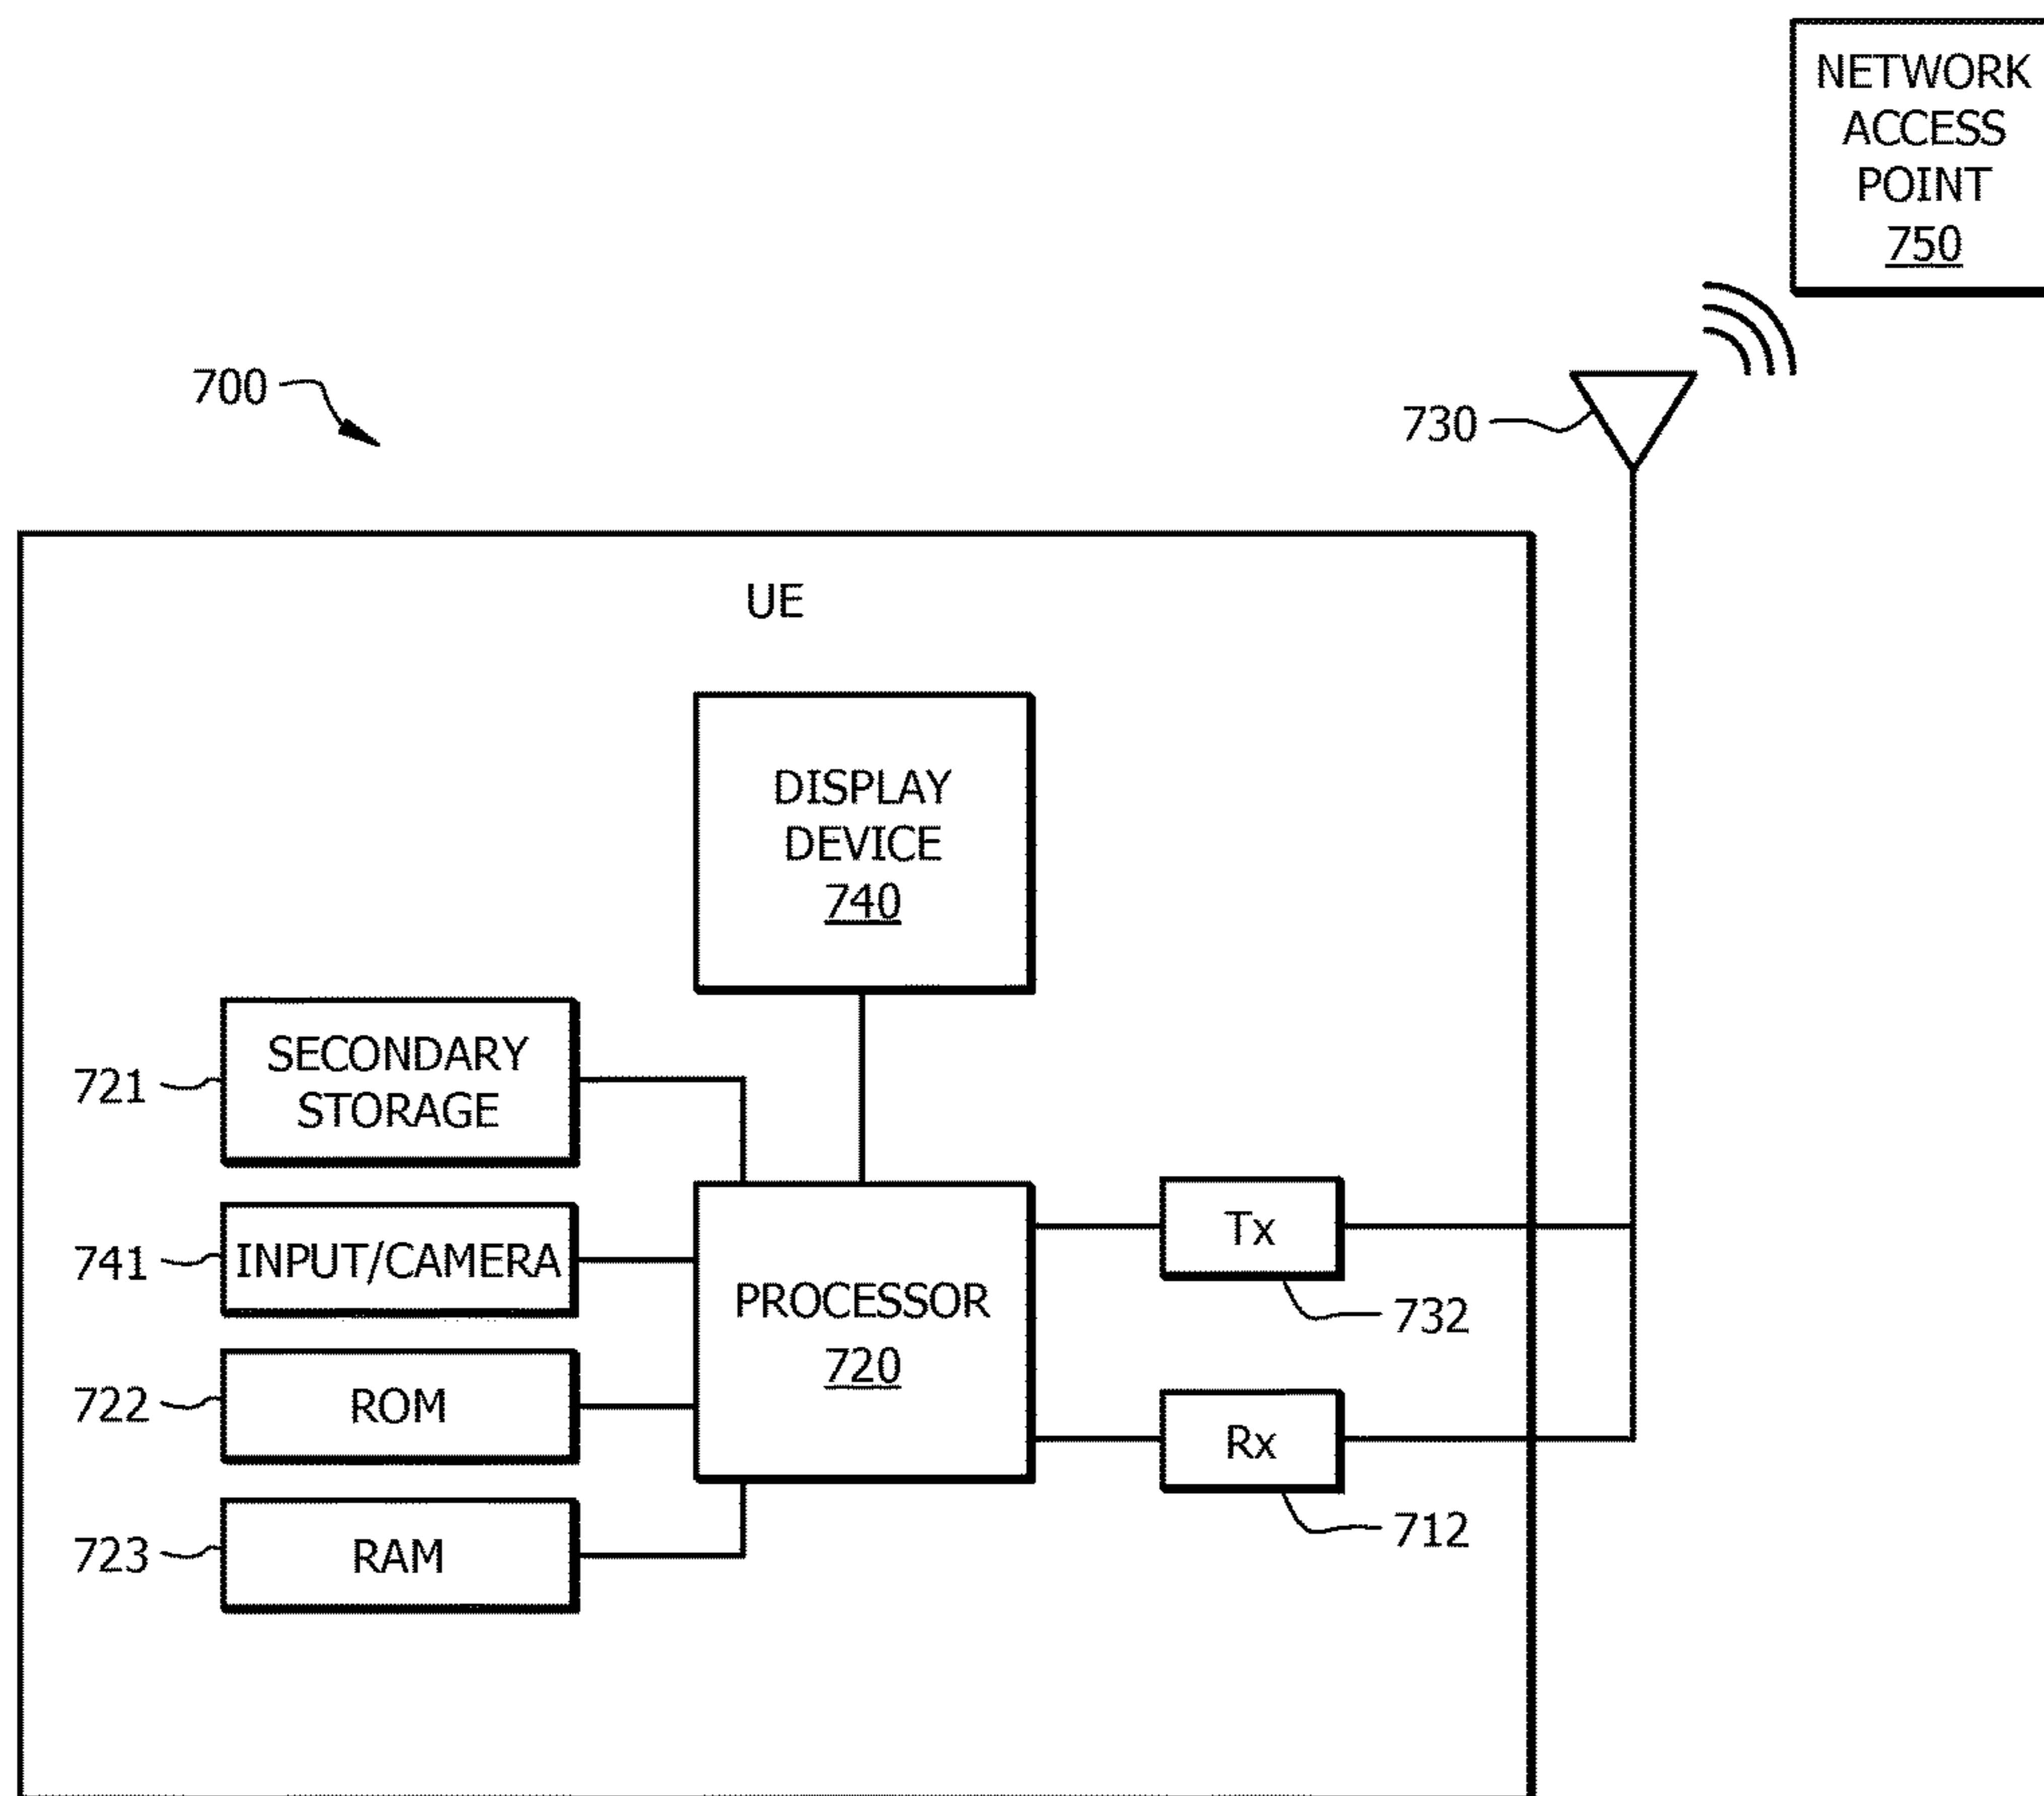 NETWORK
ACCESS
POINT
750
700
730
UE
DISPLAY
DEVICE
740
721
SECONDARY
STORAGE
741
INPUT/CAMERA
722
ROM
723
RAM
PROCESSOR
720
Tx
732
Rx
712